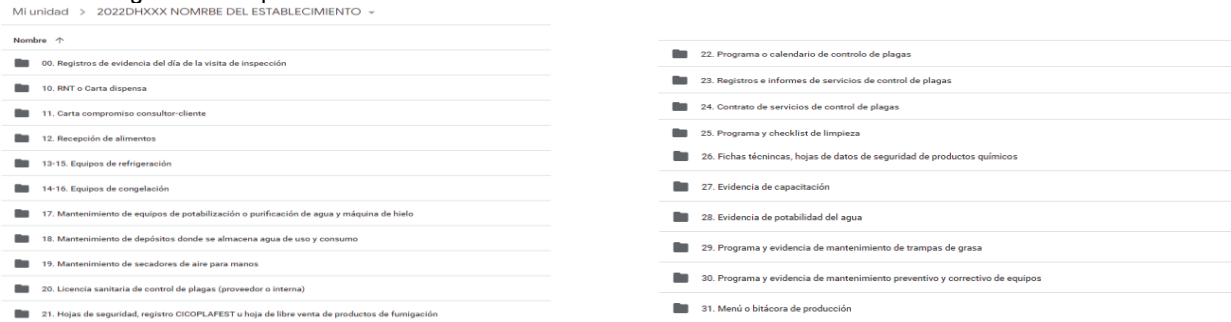 Mi unidad > 2022DHXXX NOMRBE DEL ESTABLECIMIENTO
Nombre ↑
00. Registros de evidencia del día de la visita de inspección
10. RNT o Carta dispensa
11. Carta compromiso consultor-cliente
12. Recepción de alimentos
13-15. Equipos de refrigeración
14-16. Equipos de congelación
17. Mantenimiento de equipos de potabilización o purificación de agua y máquina de hielo
18. Mantenimiento de depósitos donde se almacena agua de uso y consumo
19. Mantenimiento de secadores de aire para manos
20. Licencia sanitaria de control de plagas (proveedor o interna)
21. Hojas de seguridad, registro CICOPLAFEST u hoja de libre venta de productos de fumigación
22. Programa o calendario de controlo de plagas
23. Registros e informes de servicios de control de plagas
24. Contrato de servicios de control de plagas
25. Programa y checklist de limpieza
26. Fichas técnincas, hojas de datos de seguridad de productos químicos
27. Evidencia de capacitación
28. Evidencia de potabilidad del agua
29. Programa y evidencia de mantenimiento de trampas de grasa
30. Programa y evidencia de mantenimiento preventivo y correctivo de equipos
31. Menú o bitácora de producción